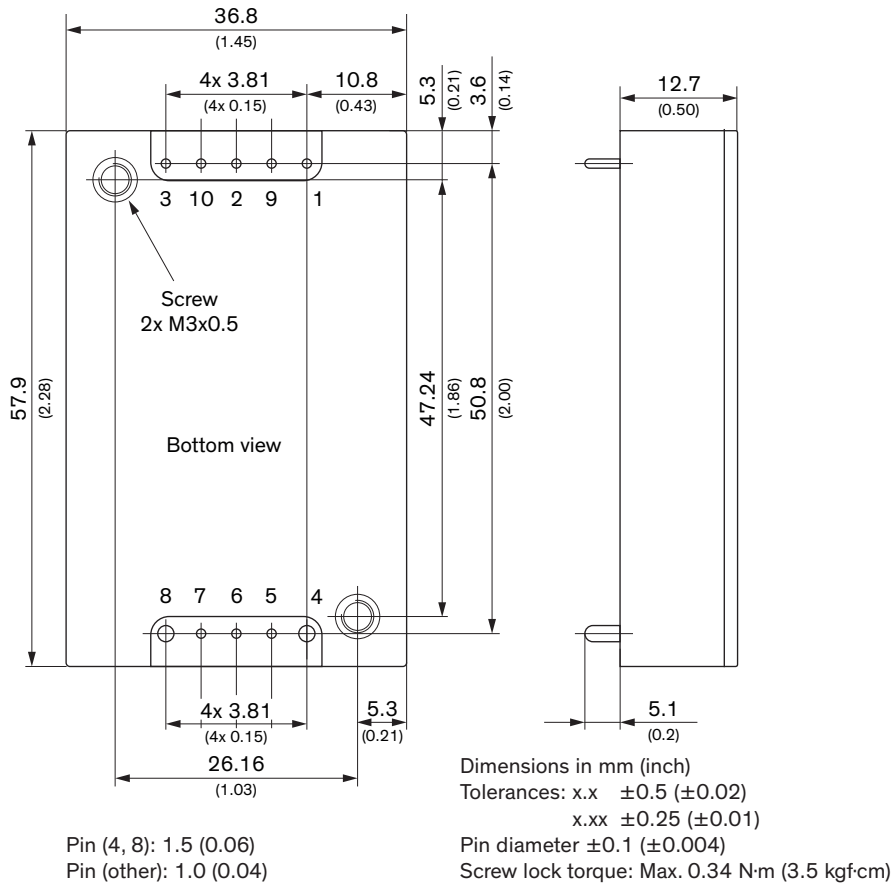 36.8
(1.45)
4x 3.81
(4x 0.15)
10.8
(0.43)
5.3
(0.21)
3.6
(0.14)
12.7
(0.50)
3 10 2 9 1
Screw
2x M3x0.5
57.9
(2.28)
47.24
(1.86)
50.8
(2.00)
Bottom view
8 7 6 5 4
4x 3.81
(4x 0.15)
5.3
(0.21)
5.1
(0.2)
26.16
(1.03)
Dimensions in mm (inch)
Tolerances: x.x ±0.5 (±0.02)
x.xx ±0.25 (±0.01)
Pin (4, 8): 1.5 (0.06)
Pin diameter ±0.1 (±0.004)
Pin (other): 1.0 (0.04)
Screw lock torque: Max. 0.34 N·m (3.5 kgf·cm)